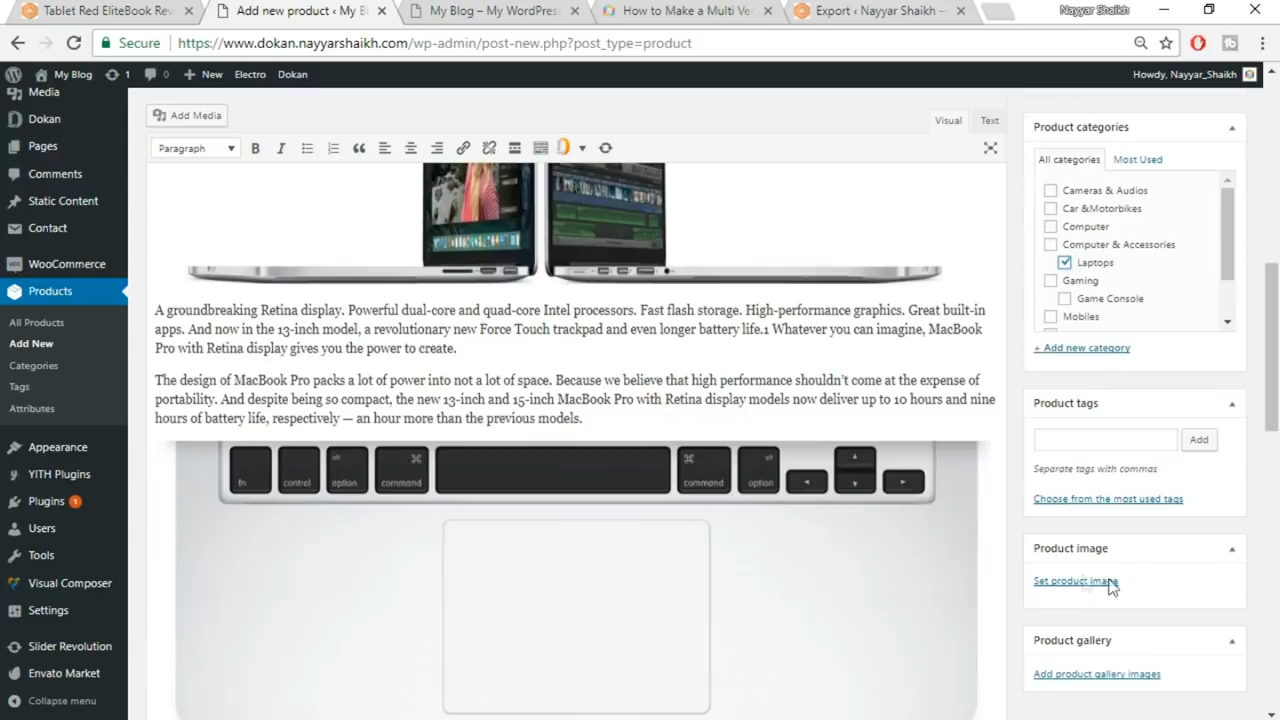 Tablet Red EliteBook Rev
Add new product ‹ My Bl
My Blog – My WordPress
How to Make a Multi Ven
Export ‹ Nayyar Shaikh —
Nayyar Shaikh
Secure
https://www.dokan.nayyarshaikh.com/wp-admin/post-new.php?post_type=product
My Blog
1
New
Electro
Dokan
Howdy, Nayyar_Shaikh
Media
Dokan
Pages
Comments
Static Content
Contact
WooCommerce
Products
All Products
Add New
Categories
Tags
Attributes
Appearance
YITH Plugins
Plugins 1
Users
Tools
Visual Composer
Settings
Slider Revolution
Envato Market
Collapse menu
Add Media
Visual
Text
Paragraph
B
I
A groundbreaking Retina display. Powerful dual-core and quad-core Intel processors. Fast flash storage. High-performance graphics. Great built-in
apps. And now in the 13-inch model, a revolutionary new Force Touch trackpad and even longer battery life.1 Whatever you can imagine, MacBook
Pro with Retina display gives you the power to create.
The design of MacBook Pro packs a lot of power into not a lot of space. Because we believe that high performance shouldn't come at the expense of
portability. And despite being so compact, the new 13-inch and 15-inch MacBook Pro with Retina display models now deliver up to 10 hours and nine
hours of battery life, respectively — an hour more than the previous models.
fn
control
alt
option
⌘
command
⌘
command
alt
option
Product categories
All categories
Most Used
Cameras & Audios
Car &Motorbikes
Computer
Computer & Accessories
Laptops
Gaming
Game Console
Mobiles
+ Add new category
Product tags
Add
Separate tags with commas
Choose from the most used tags
Product image
Set product image
Product gallery
Add product gallery images